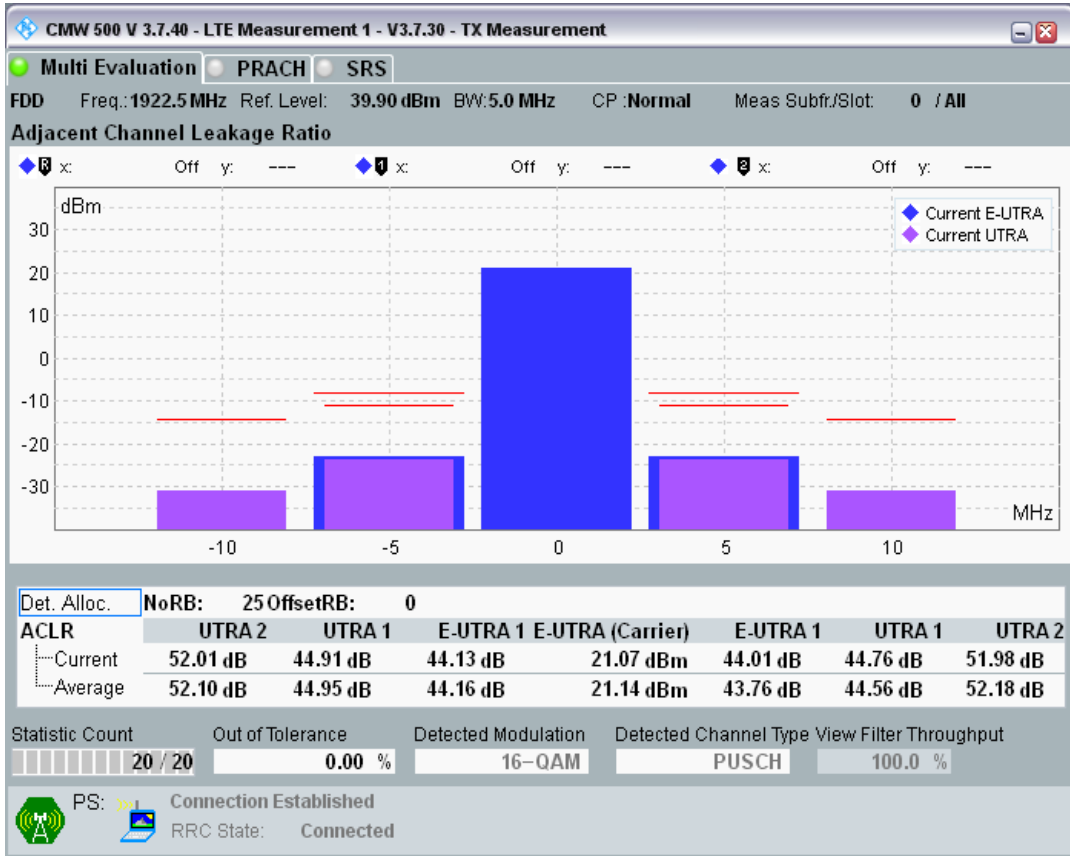 CMW 500 V 3.7.40 - LTE Measurement 1 - V3.7.30 - TX Measurement
Multi Evaluation PRACH SRS
FDD Freq.:1922.5 MHz Ref. Level: 39.90 dBm BW:5.0 MHz CP :Normal Meas Subfr./Slot: 0 / All
Adjacent Channel Leakage Ratio
R x: Off y: --- 1 x: Off y: --- 2 x: Off y: ---
dBm
Current E-UTRA
Current UTRA
30
20
10
0
-10
-20
-30
MHz
-10 -5 0 5 10
Det. Alloc. NoRB: 25 OffsetRB: 0
ACLR UTRA 2 UTRA 1 E-UTRA 1 E-UTRA (Carrier) E-UTRA 1 UTRA 1 UTRA 2
Current 52.01 dB 44.91 dB 44.13 dB 21.07 dBm 44.01 dB 44.76 dB 51.98 dB
Average 52.10 dB 44.95 dB 44.16 dB 21.14 dBm 43.76 dB 44.56 dB 52.18 dB
Statistic Count Out of Tolerance Detected Modulation Detected Channel Type View Filter Throughput
20 / 20 0.00 % 16-QAM PUSCH 100.0 %
PS: Connection Established
RRC State: Connected